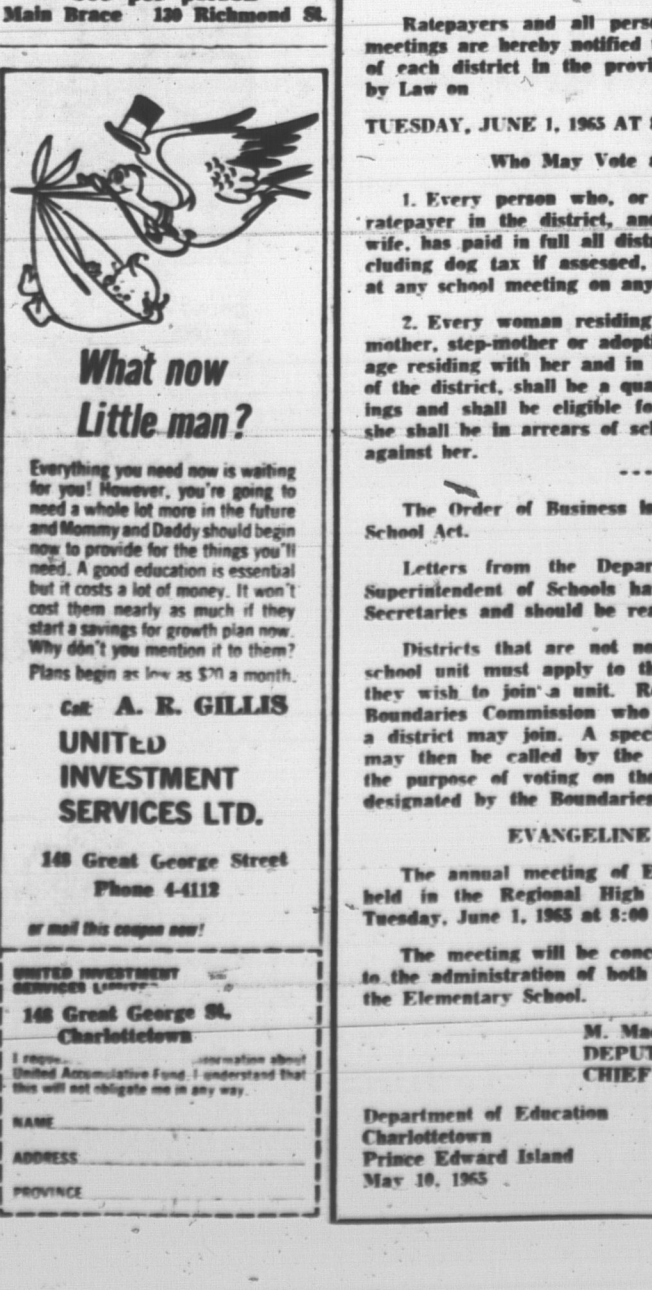 Main Brace 130 Richmond St.
What now
Little man?
Everything you need now is waiting
for you! However, you're going to
need a whole lot more in the future
and Mommy and Daddy should begin
now to provide for the things you'll
need. A good education is essential
but it costs a lot of money. It won't
cost them nearly as much if they
start a savings for growth plan now.
Why don't you mention it to them?
Plans begin as low as $20 a month.
Call: A. R. GILLIS
UNITED
INVESTMENT
SERVICES LTD.
148 Great George Street
Phone 4-4112
or mail this coupon now!
UNITED INVESTMENT
SERVICES LIMITED
148 Great George St.
Charlottetown
I reque ormation about
United Accumulative Fund. I understand that
this will not obligate me in any way.
NAME
ADDRESS
PROVINCE
Ratepayers and all pers
meetings are hereby notified
of each district in the provi
by Law on
TUESDAY, JUNE 1, 1965 AT 8
Who May Vote a
1. Every person who, or
ratepayer in the district, and
wife, has paid in full all distr
cluding dog tax if assessed,
at any school meeting on any
2. Every woman residing
mother, step-mother or adopti
age residing with her and in
of the district, shall be a qua
ings and shall be eligible fo
she shall be in arrears of sch
against her.
---
The Order of Business is
School Act.
Letters from the Depar
Superintendent of Schools ha
Secretaries and should be rea
Districts that are not no
school unit must apply to th
they wish to join a unit. R
Boundaries Commission who
a district may join. A speci
may then be called by the
the purpose of voting on the
designated by the Boundaries
EVANGELINE
The annual meeting of E
held in the Regional High
Tuesday, June 1, 1965 at 8:00
The meeting will be conc
to the administration of both
the Elementary School.
M. Mac
DEPUT
CHIEF
Department of Education
Charlottetown
Prince Edward Island
May 10, 1965